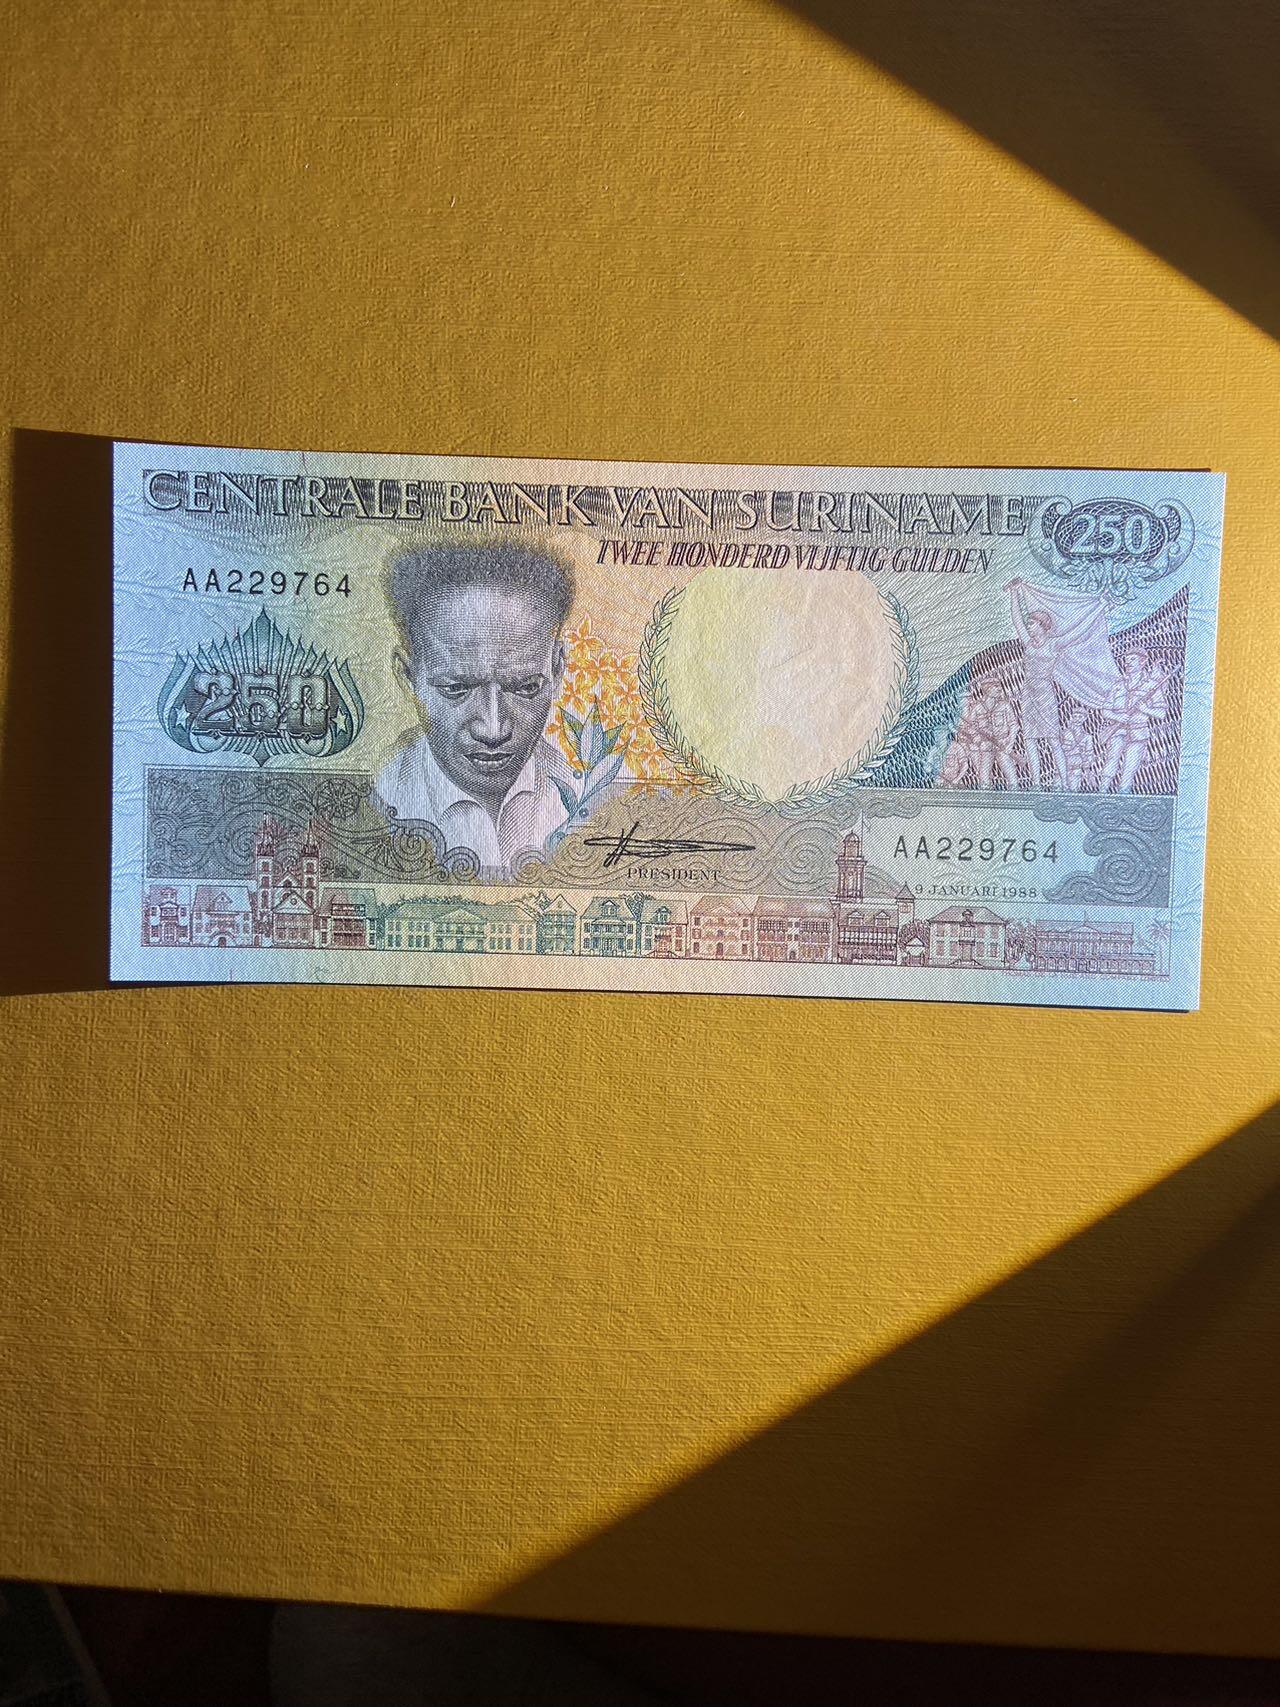 CENTRALE BANK VAN SURINAME
250
TWEE HONDERD VIJFTIG GULDEN
AA229764
250
PRESIDENT
AA229764
9 JANUARI 1988